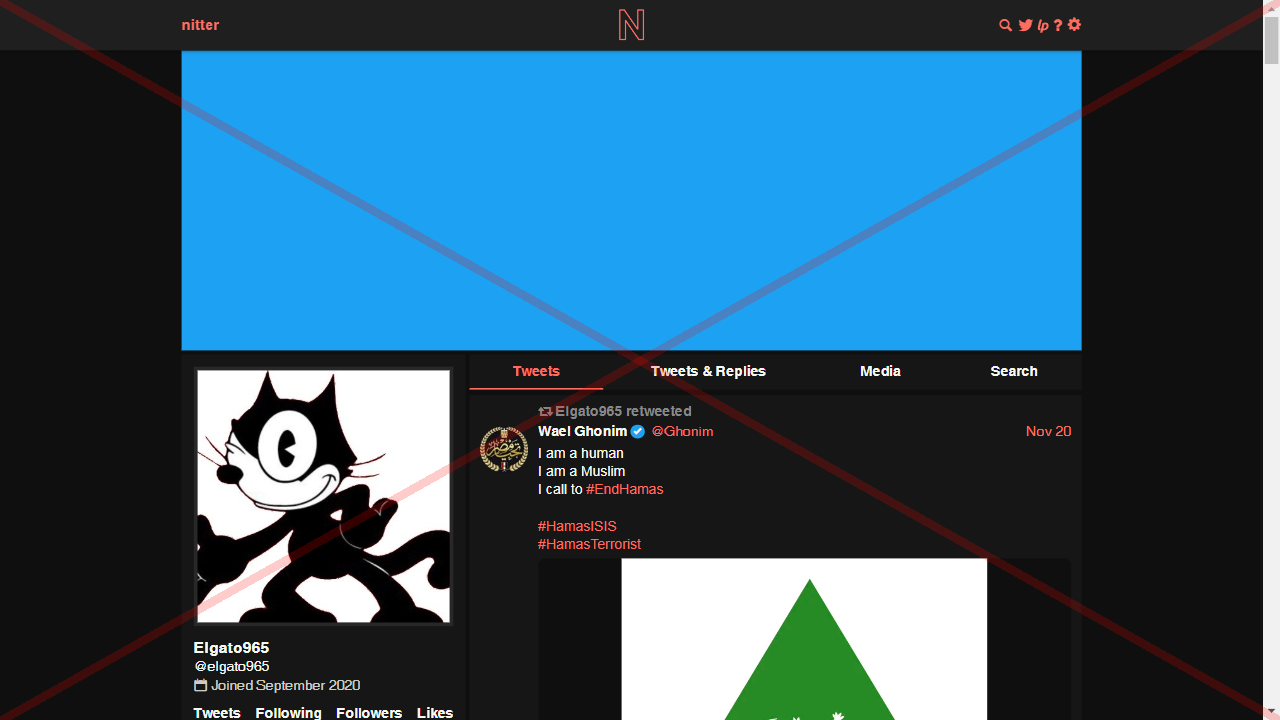 nitter
N
lp ?
Tweets
Tweets & Replies
Media
Search
Elgato965 retweeted
Wael Ghonim @Ghonim Nov 20
I am a human
I am a Muslim
I call to #EndHamas
#HamasISIS
#HamasTerrorist
Elgato965
@elgato965
Joined September 2020
Tweets Following Followers Likes